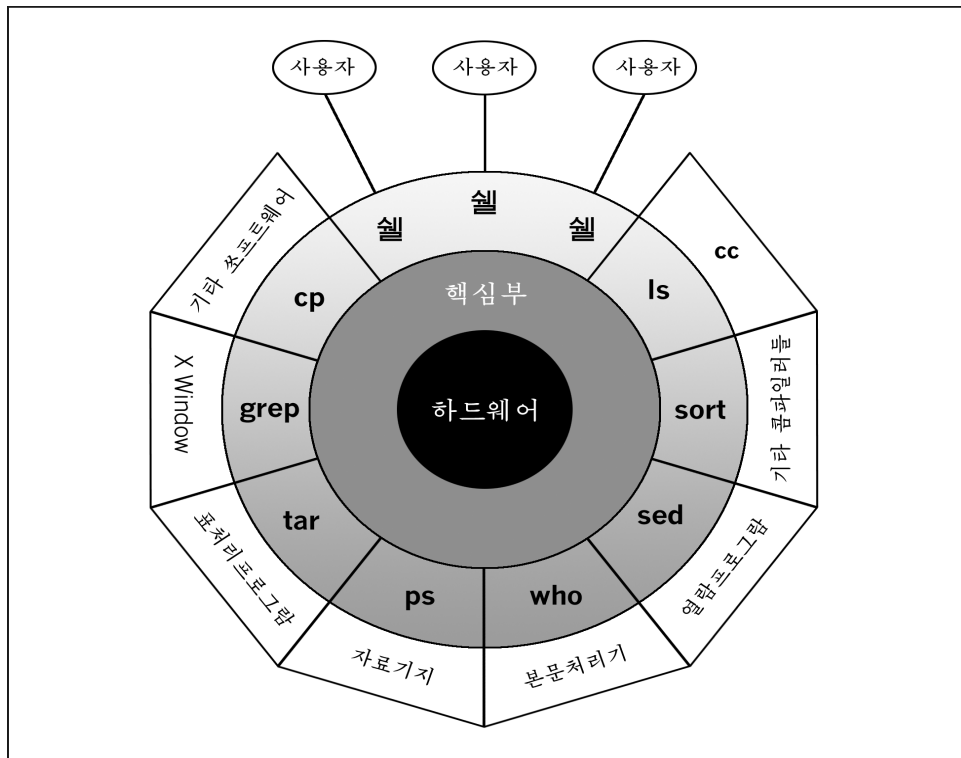 사용자
사용자
사용자
쉘
쉘
쉘
기타 쏘프트웨어
cp
핵심부
ls
cc
X Window
grep
하드웨어
sort
기타 콤파일러들
tar
sed
표처리프로그람
ps
who
열람프로그람
자료기지
본문처리기